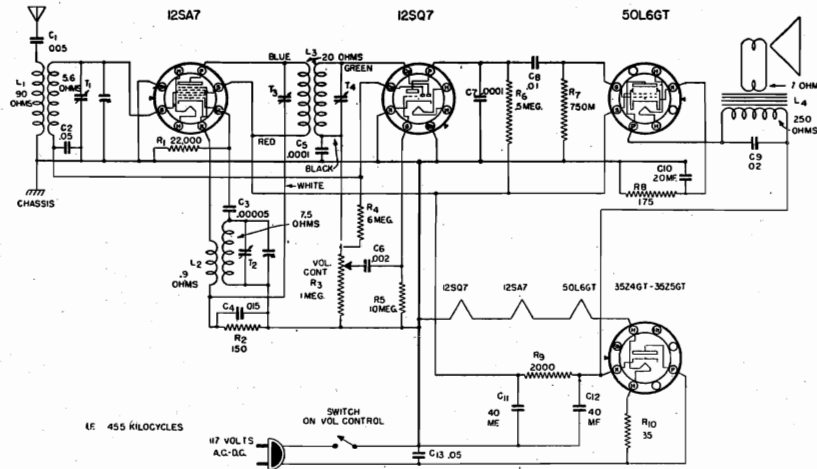 12SA7
12SQ7
50L6GT
C1
005
L1
90
OHMS
5.6
OHMS
T1
C2
.05
R1 22,000
BLUE
L3
20 OHMS
GREEN
T3
T4
RED
C5
.0001
BLACK
WHITE
C7 .0001
C8
.01
R6
.5MEG.
R7
750M
7 OHM
L4
250
OHMS
C9
02
C10
20MF.
R8
175
CHASSIS
C3
.00005
7.5
OHMS
L2
.9
OHMS
T2
C4 .015
R2
150
R4
6MEG.
VOL.
CONT
R3
1MEG.
C6
.002
R5
10MEG.
12SQ7
12SA7
50L6GT
35Z4GT-35Z5GT
R9
2000
C11
40
MF
C12
40
MF
R10
35
I.F. 455 KILOCYCLES
SWITCH
ON VOL CONTROL
117 VOLTS
A.C.-D.C.
C13 .05